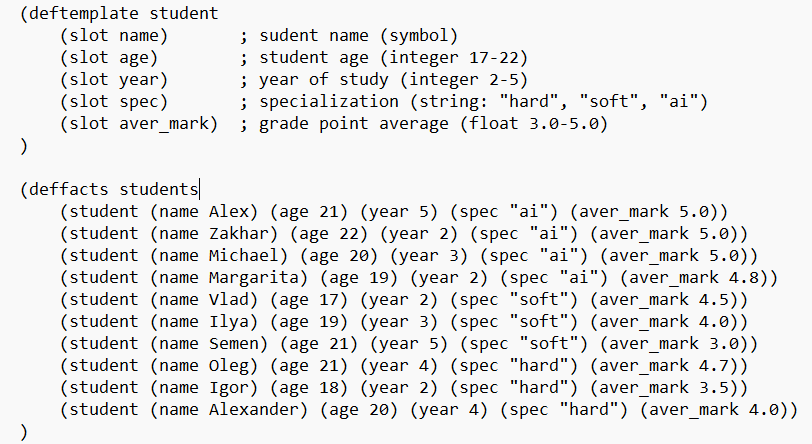 (deftemplate student
    (slot name)       ; sudent name (symbol)
    (slot age)        ; student age (integer 17-22)
    (slot year)       ; year of study (integer 2-5)
    (slot spec)       ; specialization (string: "hard", "soft", "ai")
    (slot aver_mark)  ; grade point average (float 3.0-5.0)
)

(deffacts students
    (student (name Alex) (age 21) (year 5) (spec "ai") (aver_mark 5.0))
    (student (name Zakhar) (age 22) (year 2) (spec "ai") (aver_mark 5.0))
    (student (name Michael) (age 20) (year 3) (spec "ai") (aver_mark 5.0))
    (student (name Margarita) (age 19) (year 2) (spec "ai") (aver_mark 4.8))
    (student (name Vlad) (age 17) (year 2) (spec "soft") (aver_mark 4.5))
    (student (name Ilya) (age 19) (year 3) (spec "soft") (aver_mark 4.0))
    (student (name Semen) (age 21) (year 5) (spec "soft") (aver_mark 3.0))
    (student (name Oleg) (age 21) (year 4) (spec "hard") (aver_mark 4.7))
    (student (name Igor) (age 18) (year 2) (spec "hard") (aver_mark 3.5))
    (student (name Alexander) (age 20) (year 4) (spec "hard") (aver_mark 4.0))
)